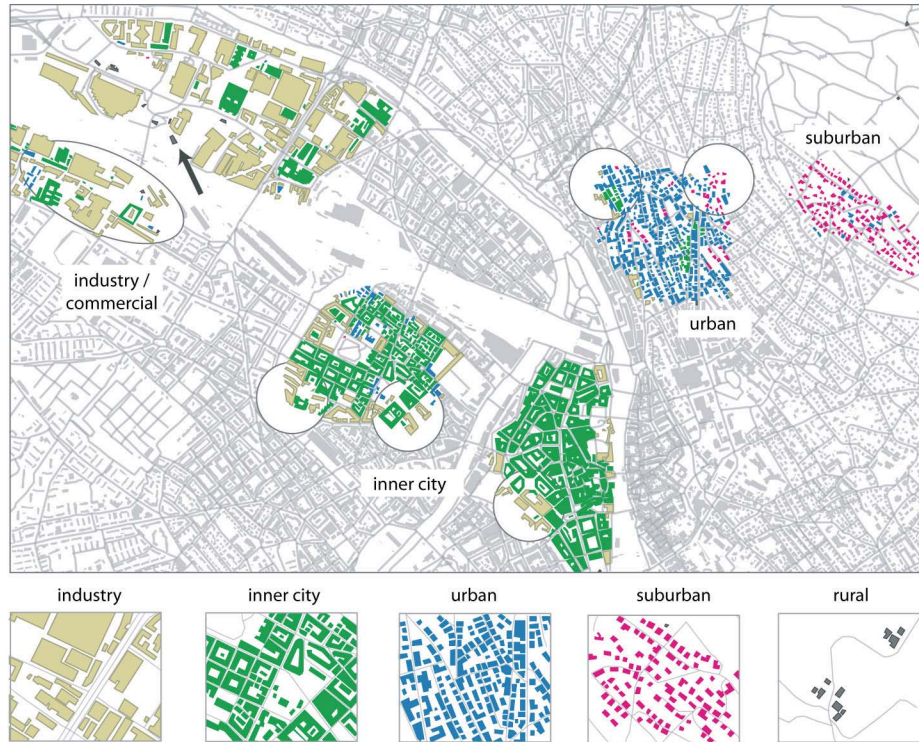 suburban
industry /
commercial
urban
inner city
industry
inner city
urban
suburban
rural